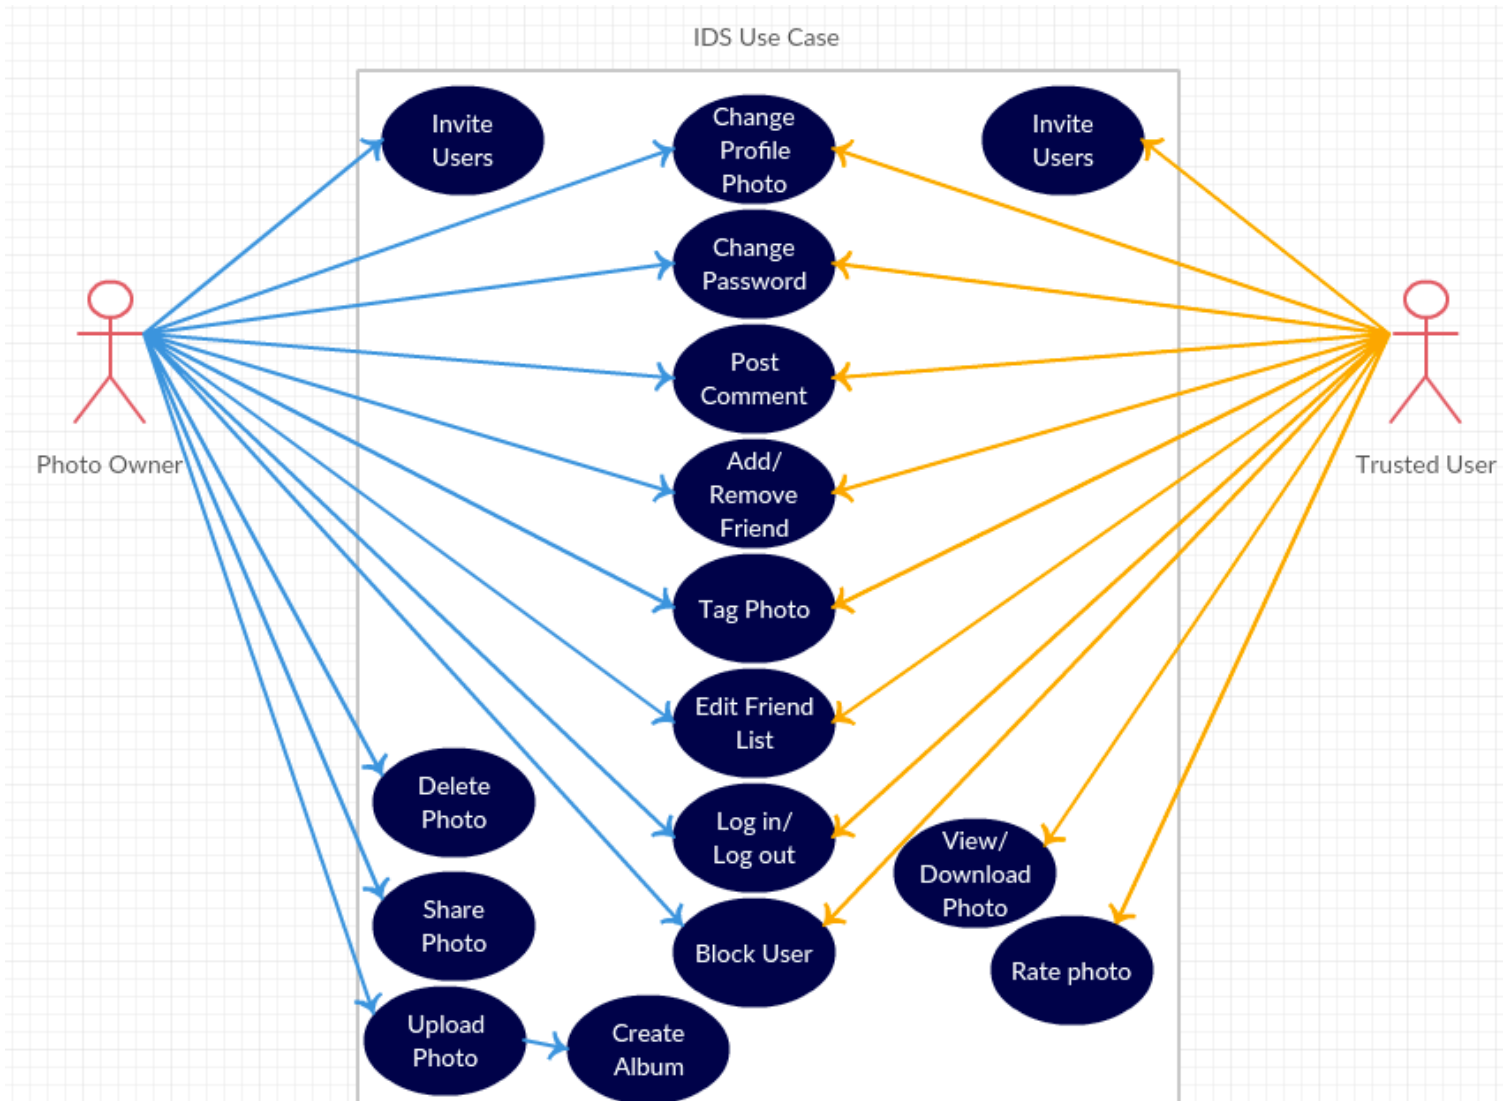 IDS Use Case
Invite
Users
Change
Profile
Photo
Invite
Users
Change
Password
Post
Comment
Photo Owner
Trusted User
Add/
Remove
Friend
Tag Photo
Edit Friend
List
Delete
Photo
Log in/
Log out
View/
Download
Photo
Share
Photo
Block User
Rate photo
Upload
Photo
Create
Album